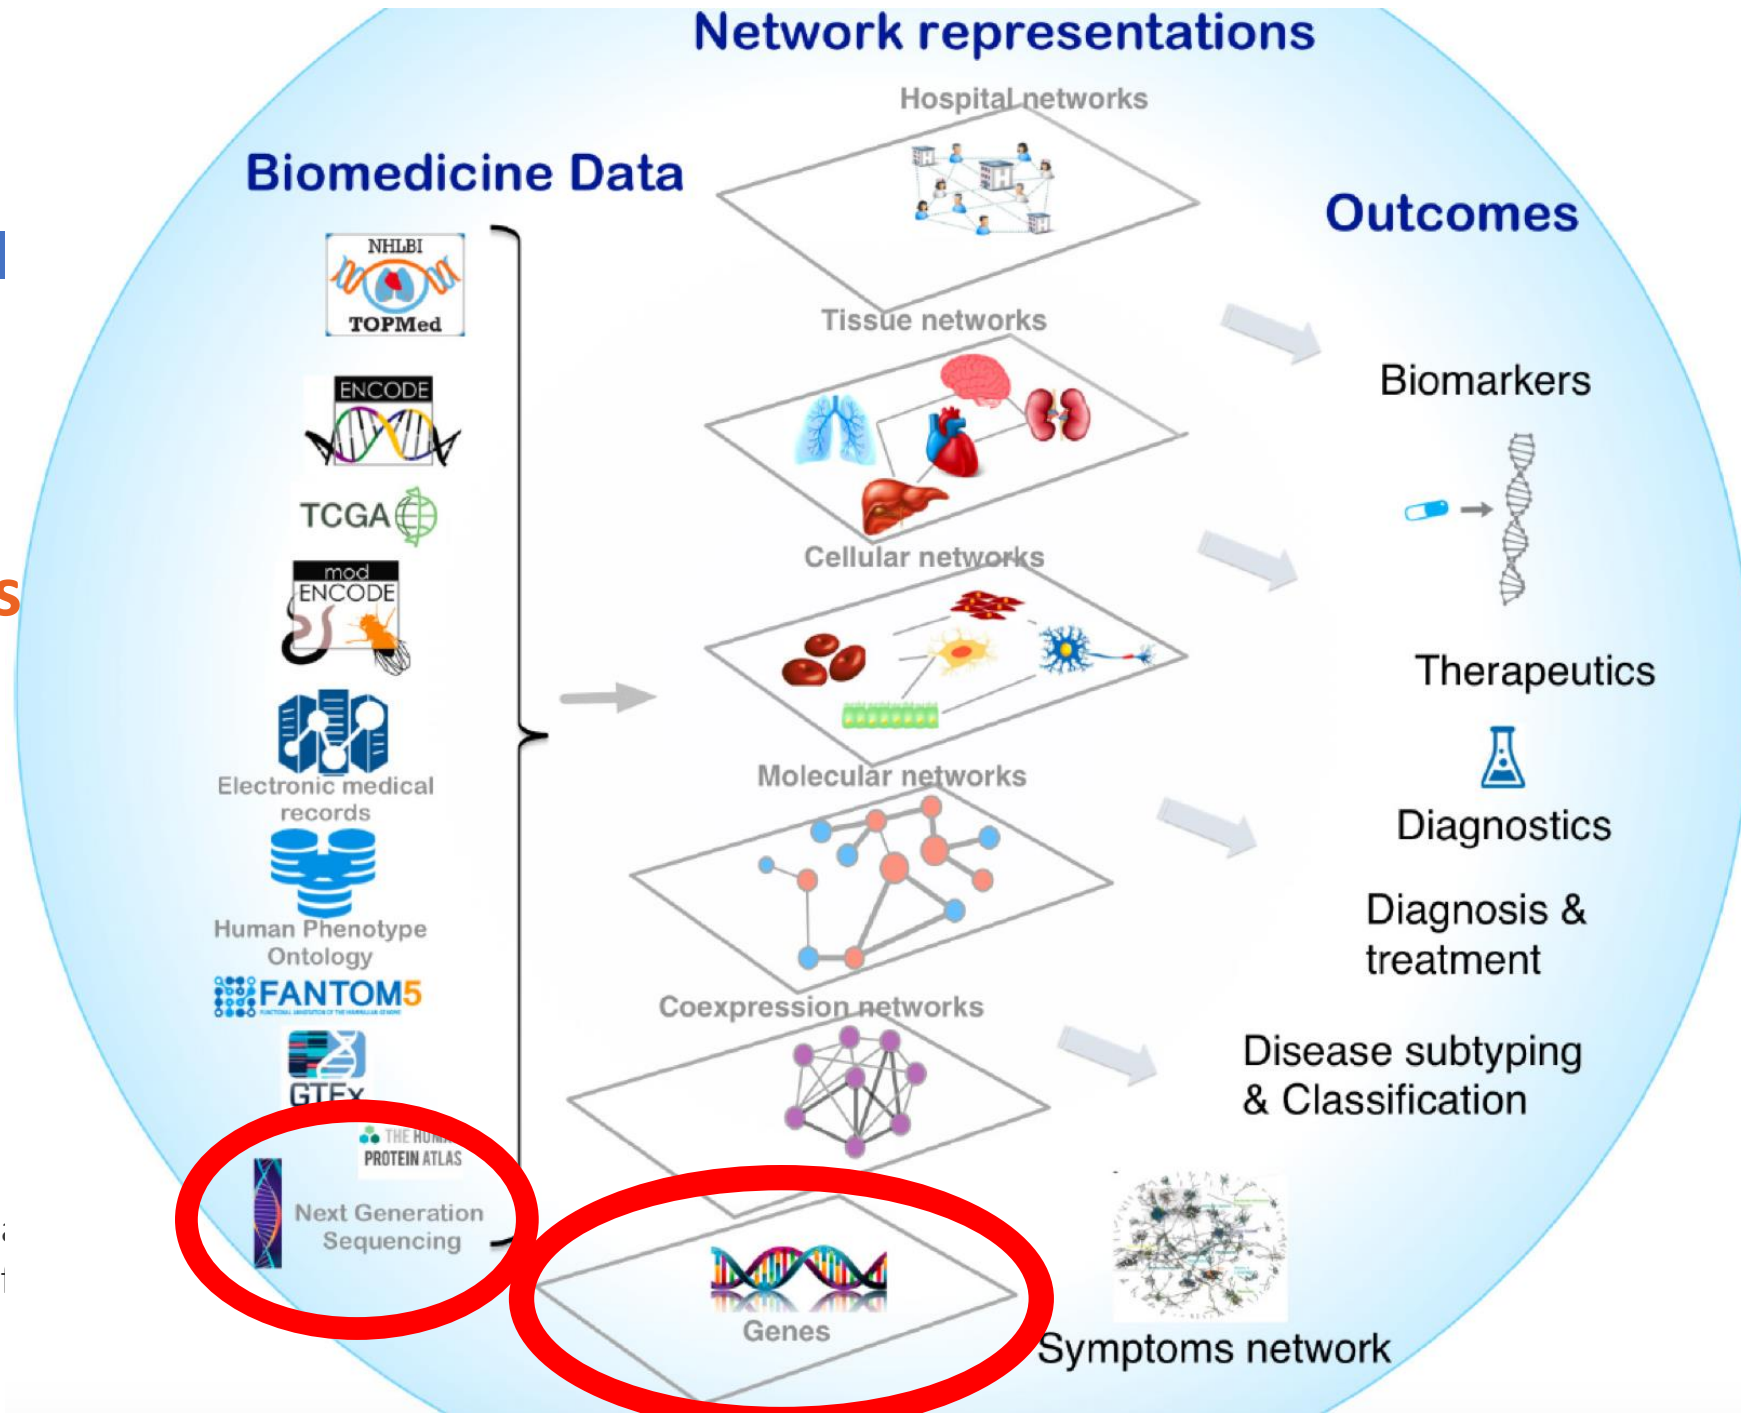 Network representations
Hospital networks
Biomedicine Data
Outcomes
NHLBI
TOPMed
Tissue networks
Biomarkers
ENCODE
TCGA
mod
ENCODE
Cellular networks
s
Therapeutics
Electronic medical
records
Molecular networks
Diagnostics
Human Phenotype
Ontology
Diagnosis &
treatment
FANTOM5
Coexpression networks
GTEx
Disease subtyping
& Classification
THE HUMA
PROTEIN ATLAS
Next Generation
Sequencing
Genes
Symptoms network